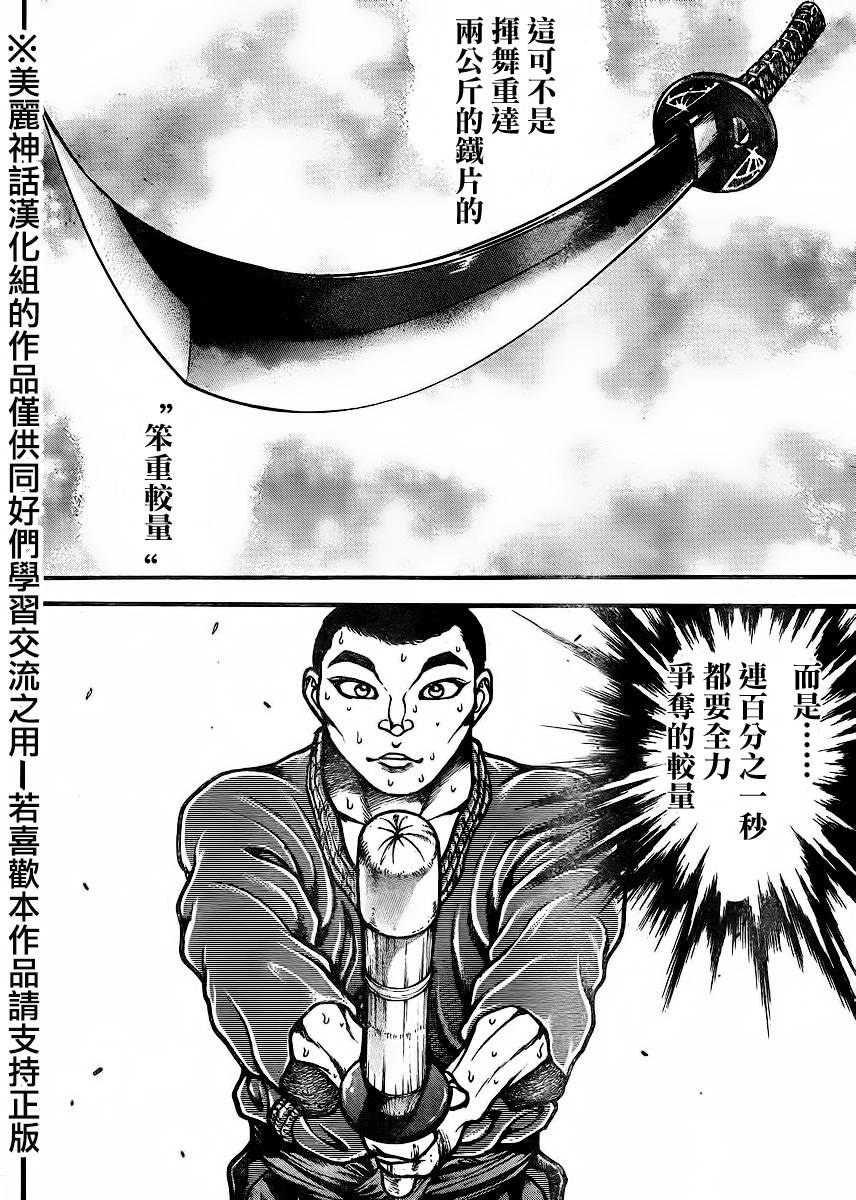 這可不是
揮舞重達
兩公斤的鐵片的
”笨重較量“
而是……
連百分之一秒
都要全力
爭奪的較量
※美麗神話漢化組的作品僅供同好們學習交流之用ー若喜歡本作品請支持正版ー